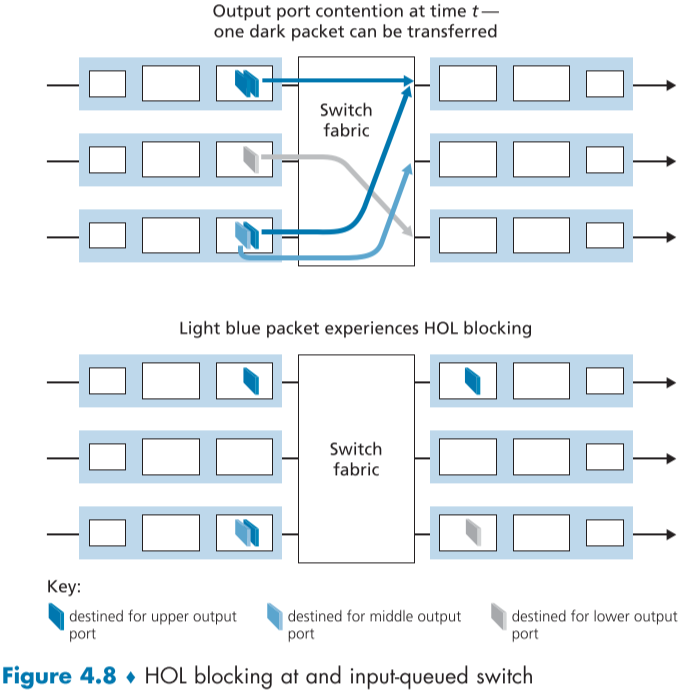 Output port contention at time t—
one dark packet can be transferred
Switch
fabric
Light blue packet experiences HOL blocking
Switch
fabric
Key:
destined for upper output
port
destined for middle output
port
destined for lower output
port
Figure 4.8 ♦ HOL blocking at and input-queued switch